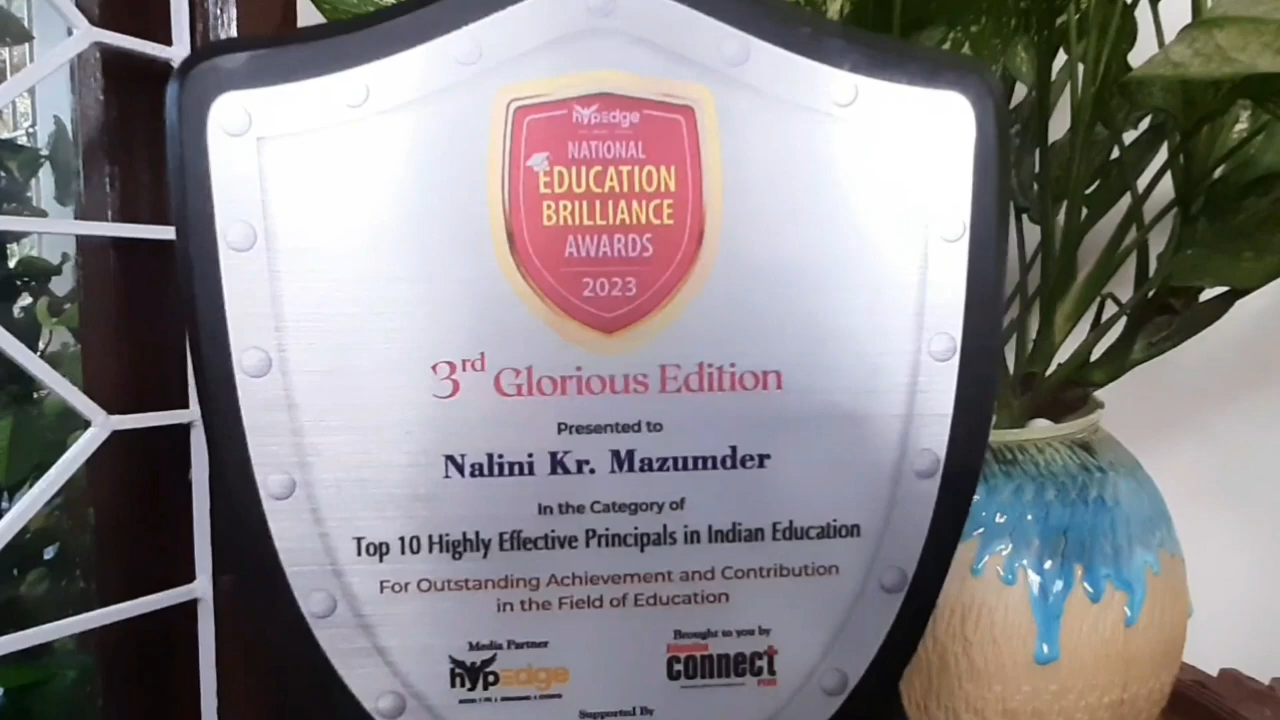 hypedge
NATIONAL
EDUCATION
BRILLIANCE
AWARDS
2023
3rd Glorious Edition
Presented to
Nalini Kr. Mazumder
In the Category of
Top 10 Highly Effective Principals in Indian Education
For Outstanding Achievement and Contribution
in the Field of Education
Media Partner
hypedge
Brought to you by
Education
connect
PLUS
Supported By